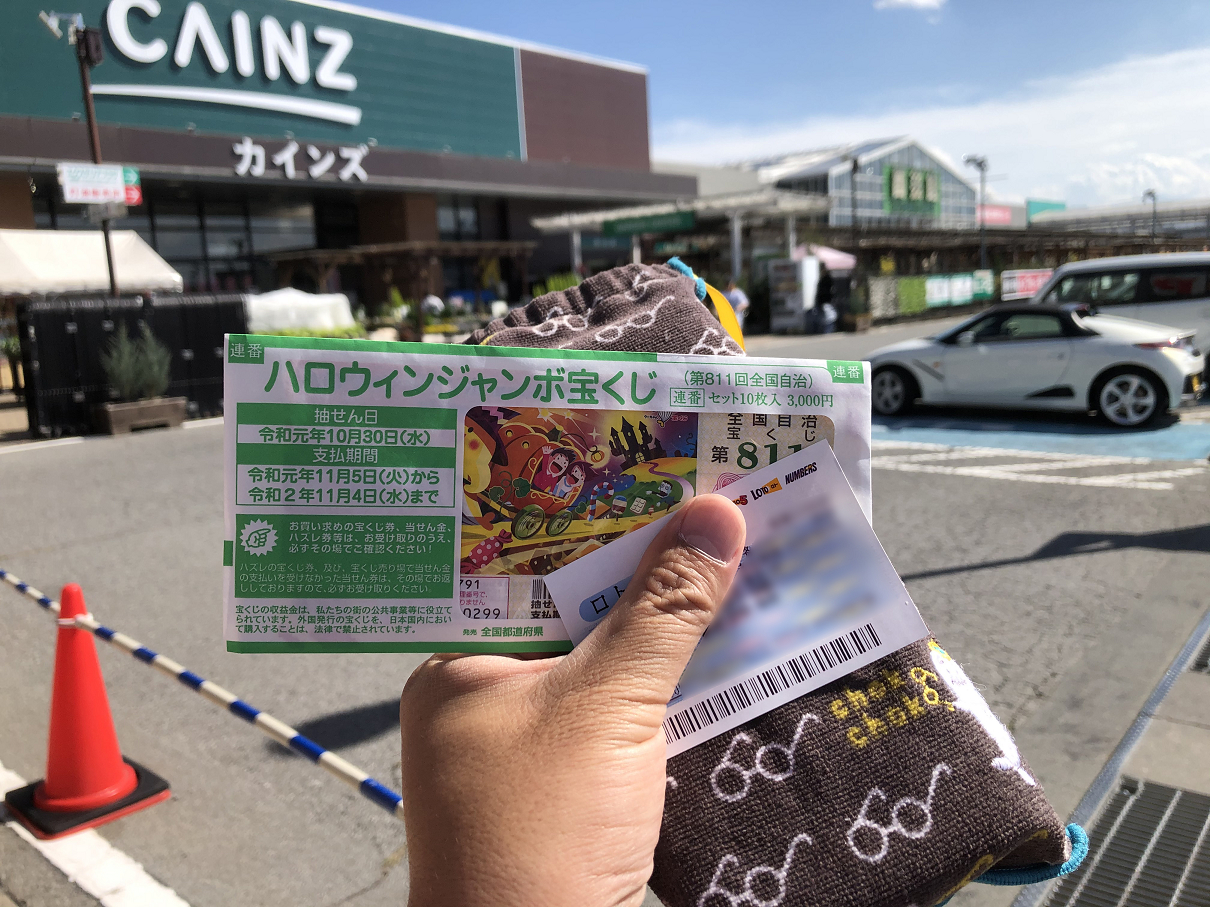 CAINZ
カインズ
連番
ハロウィンジャンボ宝くじ
(第811回全国自治)
連番 セット10枚入 3,000円
連番
抽せん日
令和元年10月30日(水)
支払期間
令和元年11月5日(火)から
令和2年11月4日(水)まで
お買い求めの宝くじ券、当せん金、
ハズレ券等は、お受け取りのうえ、
必ずその場でご確認ください!
ハズレの宝くじ券、及び、宝くじ売り場で当せん金
の支払いを受けなかった当せん券は、その場でお返
ししておりますので、必ずお受け取りください。
宝くじの収益金は、私たちの街の公共事業等に役立て
られています。外国発行の宝くじを、日本国内におい
て購入することは、法律で禁止されています。
発売 全国都道府県
全国自治
宝くじ
第811
791
0299
抽せ
支払期
LOTO
NUMBERS
ロト